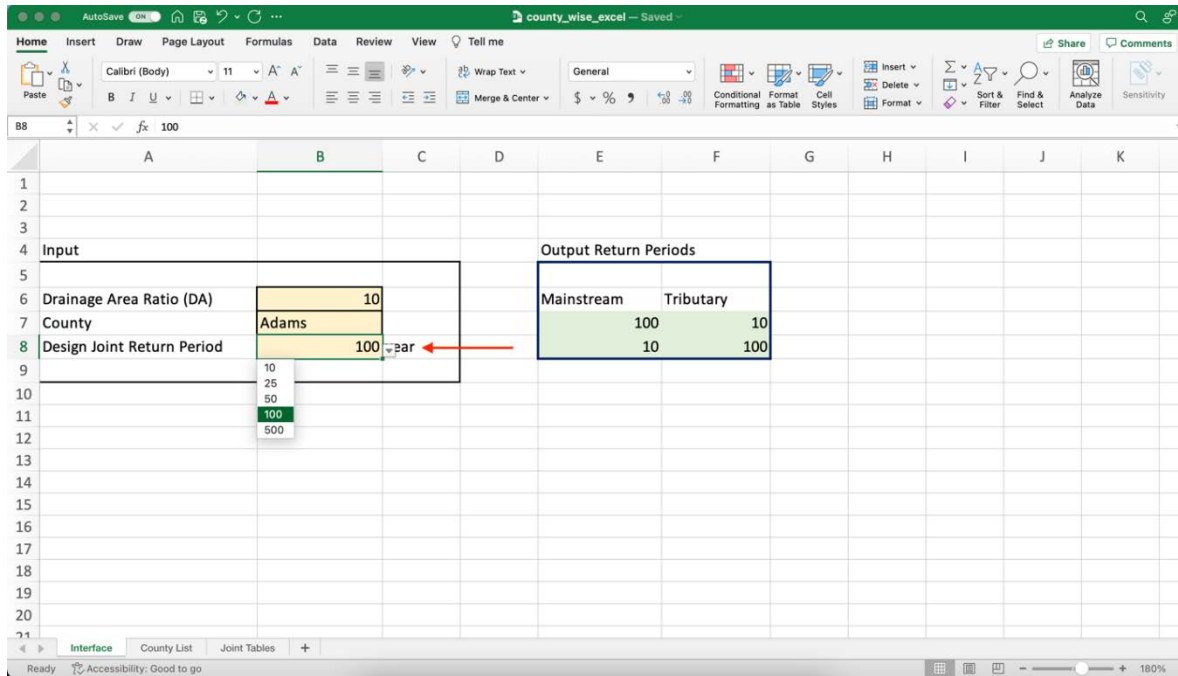 AutoSave ON ... county_wise_excel — Saved
Home Insert Draw Page Layout Formulas Data Review View Tell me Share Comments
Paste Calibri (Body) 11 A^ A˅ Wrap Text General Conditional Formatting Format as Table Cell Styles Insert Delete Format Sort & Filter Find & Select Analyze Data Sensitivity
B I U A Merge & Center $ % 9
B8 fx 100
A B C D E F G H I J K
1
2
3
4 Input Output Return Periods
5
6 Drainage Area Ratio (DA) 10 Mainstream Tributary
7 County Adams 100 10
8 Design Joint Return Period 100 ear 10 100
9 10
25
10 50
11 100
12 500
13
14
15
16
17
18
19
20
21
Interface County List Joint Tables +
Ready Accessibility: Good to go 180%